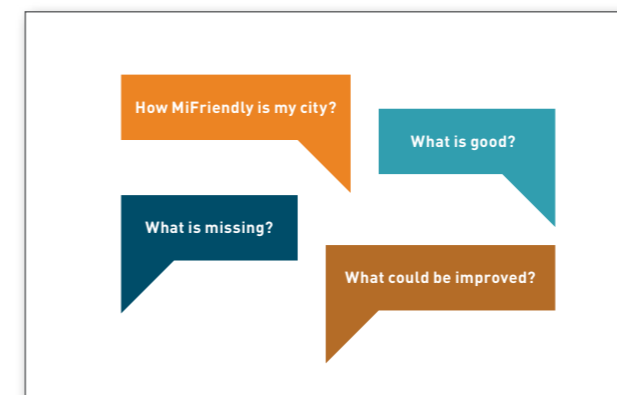 How MiFriendly is my city?
What is good?
What is missing?
What could be improved?